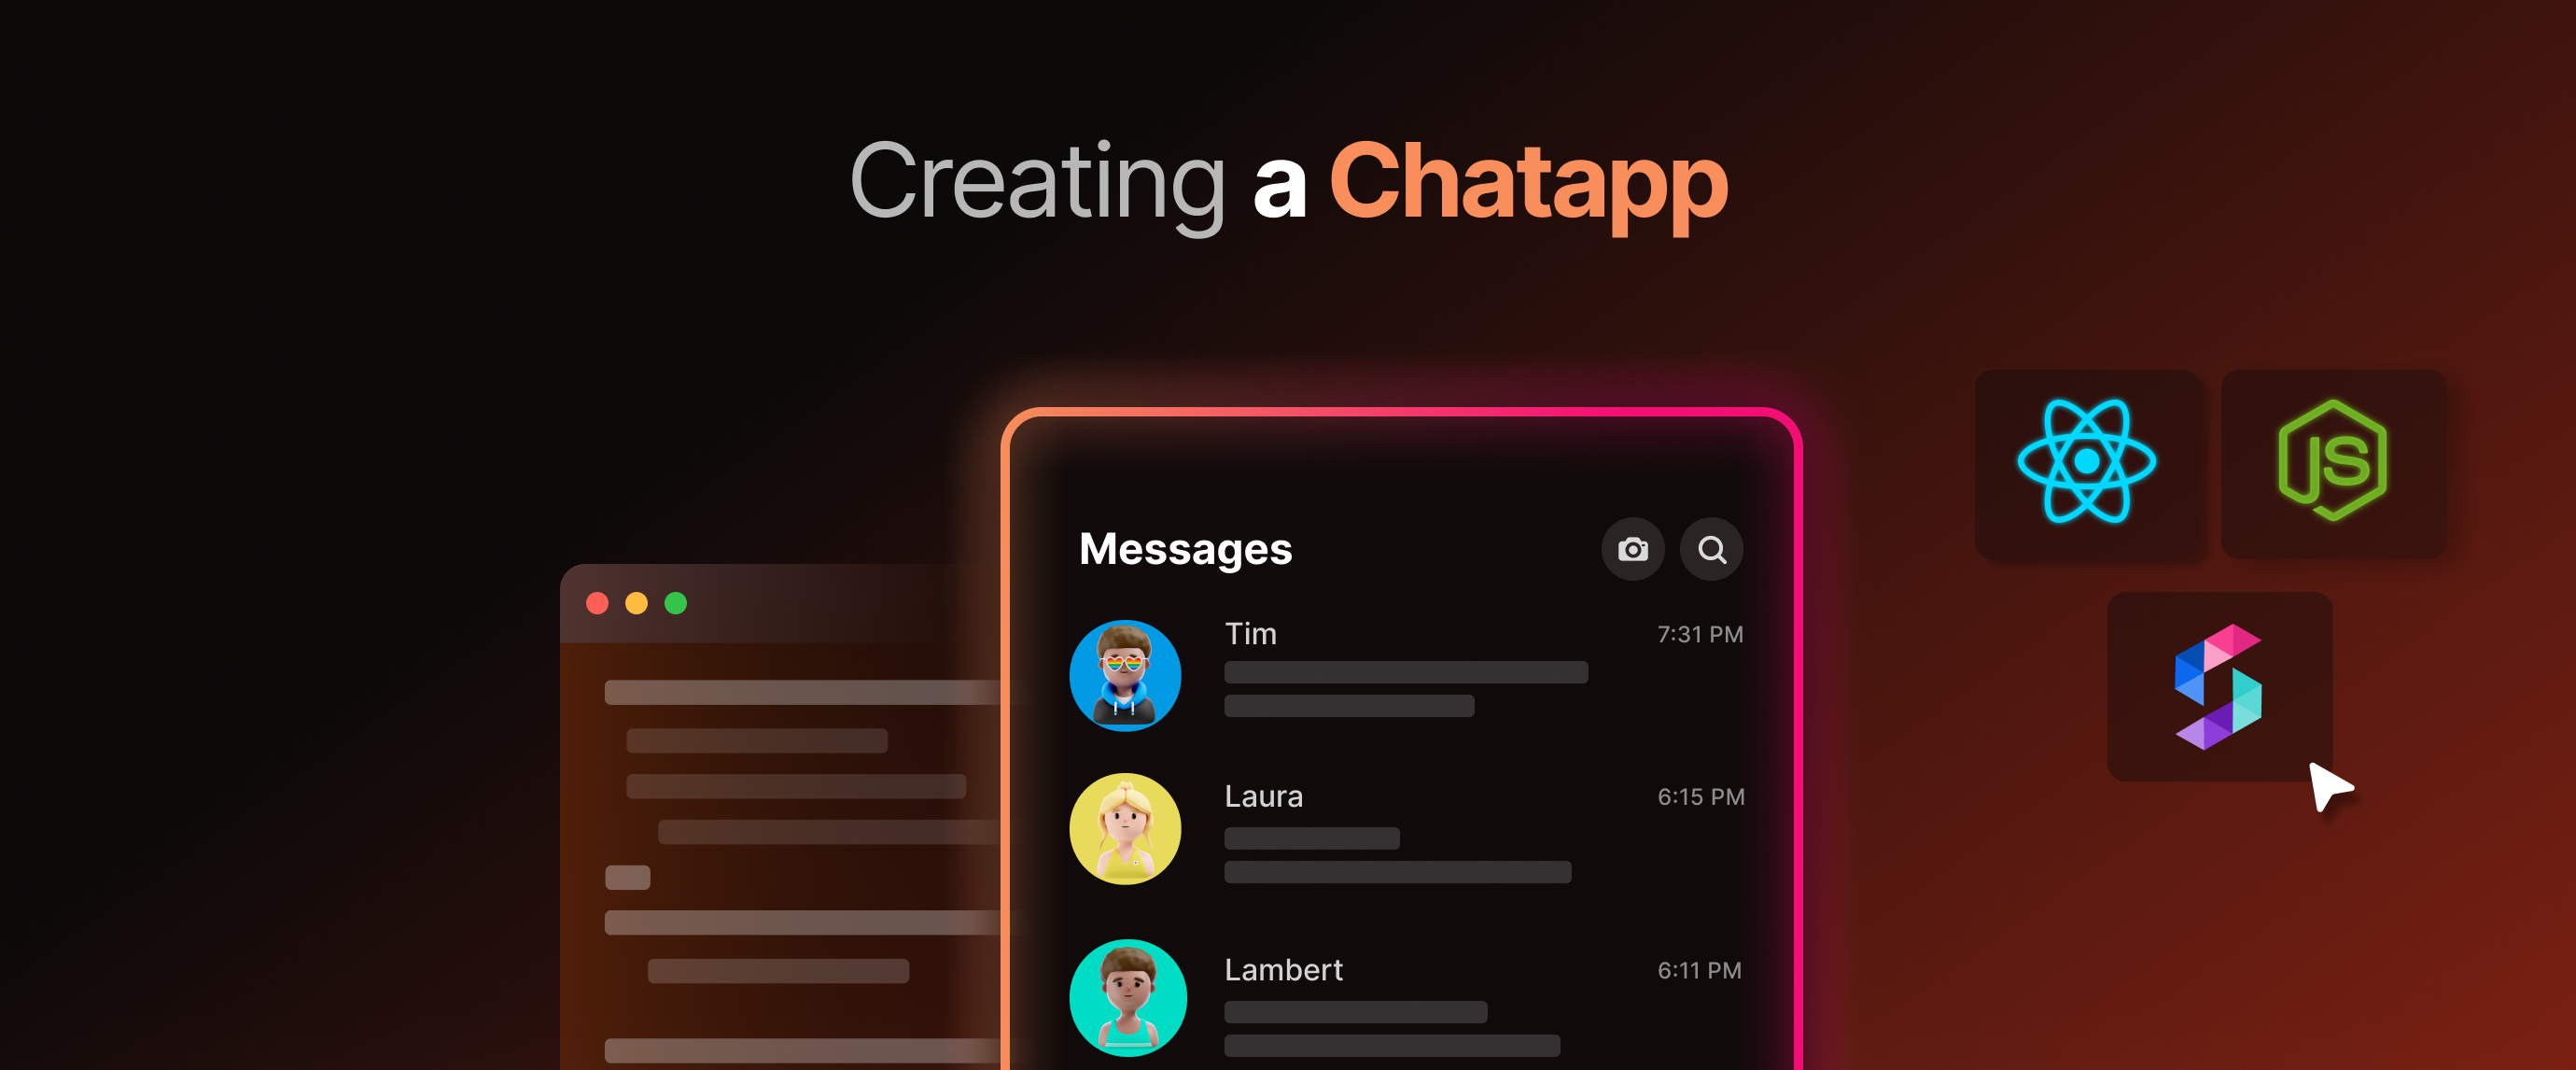 Creating a Chatapp
Messages
Tim
7:31 PM
Laura
6:15 PM
Lambert
6:11 PM
JS